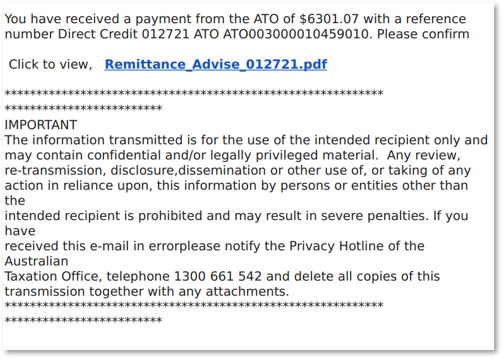 You have received a payment from the ATO of $6301.07 with a reference
number Direct Credit 012721 ATO ATO003000010459010. Please confirm
Click to view, Remittance_Advise_012721.pdf
************************************************************
*************************
IMPORTANT
The information transmitted is for the use of the intended recipient only and
may contain confidential and/or legally privileged material. Any review,
re-transmission, disclosure,dissemination or other use of, or taking of any
action in reliance upon, this information by persons or entities other than
the
intended recipient is prohibited and may result in severe penalties. If you
have
received this e-mail in errorplease notify the Privacy Hotline of the
Australian
Taxation Office, telephone 1300 661 542 and delete all copies of this
transmission together with any attachments.
************************************************************
*************************